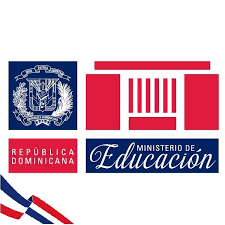 REPÚBLICA
DOMINICANA
MINISTERIO DE
Educación